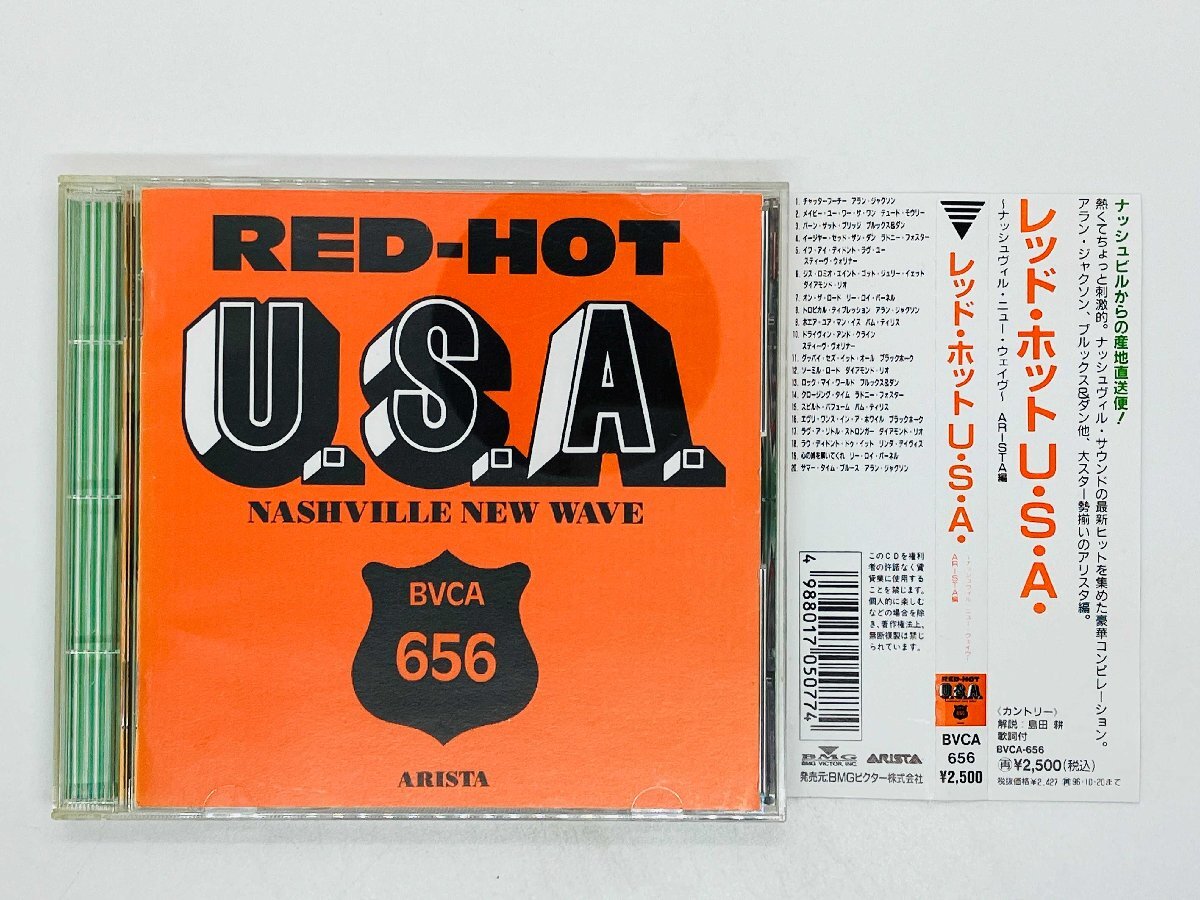 RED-HOT
U.S.A.
NASHVILLE NEW WAVE
BVCA
656
ARISTA
1. チャッターフーチー アラン・ジャクソン
2. メイビー・ユー・ワー・ザ・ワン デュード・モウリー
3. バーン・ザット・ブリッジ ブルックス&ダン
4. イージャー・セッド・ザン・ダン ラドニー・フォスター
5. イフ・アイ・ディドント・ラヴ・ユー
スティーヴ・ウォリナー
6. ジス・ロミオ・エイント・ゴット・ジュリー・イェット
ダイアモンド・リオ
7. オン・ザ・ロード リー・ロイ・パーネル
8. トロピカル・ディプレッション アラン・ジャクソン
9. ホエア・ユア・マン・イズ パム・ティリス
10. ドライヴィン・アンド・クライン
スティーヴ・ウォリナー
11. グッバイ・セズ・イット・オール ブラックホーク
12. ソーミル・ロード ダイアモンド・リオ
13. ロック・マイ・ワールド ブルックス&ダン
14. クロージング・タイム ラドニー・フォスター
15. スピルト・パフューム パム・ティリス
16. エヴリ・ワンス・イン・ア・ホワイル ブラックホーク
17. ラヴ・ア・リトル・ストロンガー ダイアモンド・リオ
18. ラヴ・ディドント・ドゥ・イット リンダ・デイヴィス
19. 心の扉を開いてくれ リー・ロイ・パーネル
20. サマー・タイム・ブルース アラン・ジャクソン
4 988017 050774
このCDを権利
者の許諾なく賃
貸業に使用する
ことを禁じます。
個人的に楽しむ
などの場合を除
き、著作権法上、
無断複製は禁じ
られています。
BMG
BMG VICTOR, INC.
ARISTA
発売元:BMGビクター株式会社
レッド・ホットU・S・A・
〜ナッシュヴィル・ニュー・ウェイヴ〜
ARISTA編
RED-HOT
U.S.A.
BVCA
656
¥2,500
ナッシュビルからの産地直送便!
熱くてちょっと刺激的。ナッシュヴィル・サウンドの最新ヒットを集めた豪華コンピレーション。
アラン・ジャクソン、ブルックス&ダン他、大スター勢揃いのアリスタ編。
レッド・ホットU・S・A・
〜ナッシュヴィル・ニュー・ウェイヴ〜 ARISTA編
〈カントリー〉
解説:島田 耕
歌詞付
BVCA-656
再¥2,500(税込)
税抜価格¥2,427 再96・10・20まで